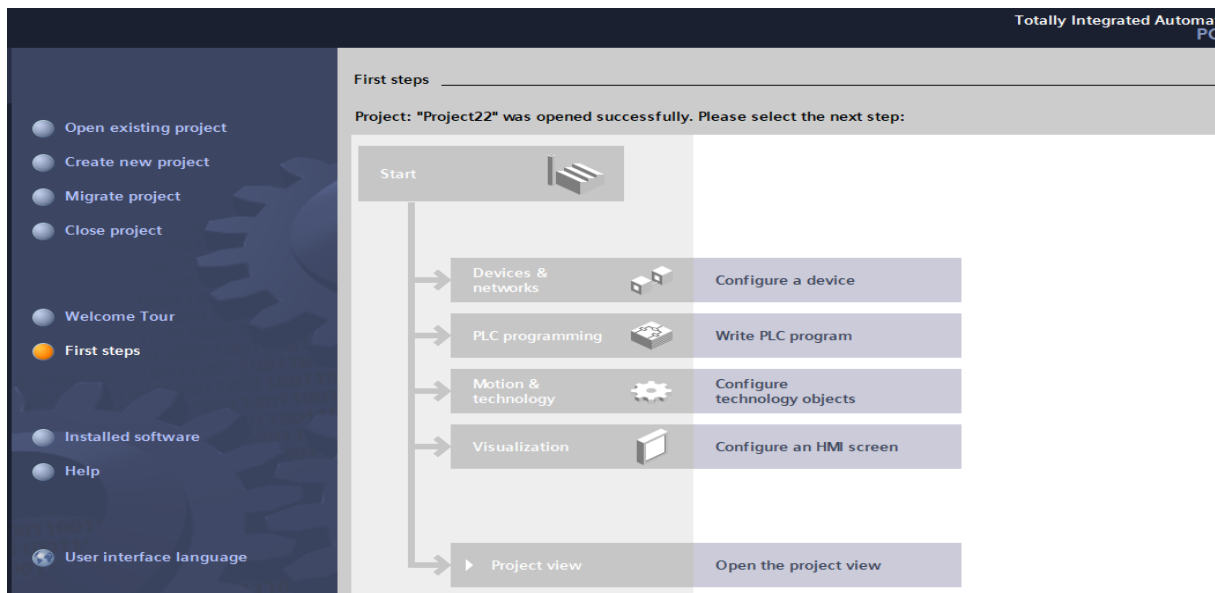 Totally Integrated Automa
PO
First steps
Project: "Project22" was opened successfully. Please select the next step:
Open existing project
Create new project
Migrate project
Close project
Welcome Tour
First steps
Installed software
Help
User interface language
Start
Devices &
networks
Configure a device
PLC programming
Write PLC program
Motion &
technology
Configure
technology objects
Visualization
Configure an HMI screen
Project view
Open the project view